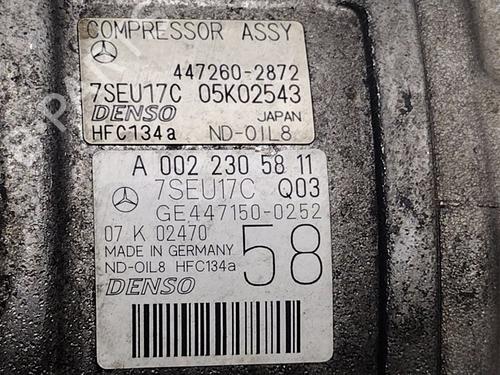 COMPRESSOR ASSY
447260-2872
7SEU17C 05K02543
DENSO JAPAN
HFC134a ND-OIL8
A 002 230 58 11
7SEU17C Q03
GE447150-0252
07 K 02470
58
MADE IN GERMANY
ND-OIL8 HFC134a
DENSO